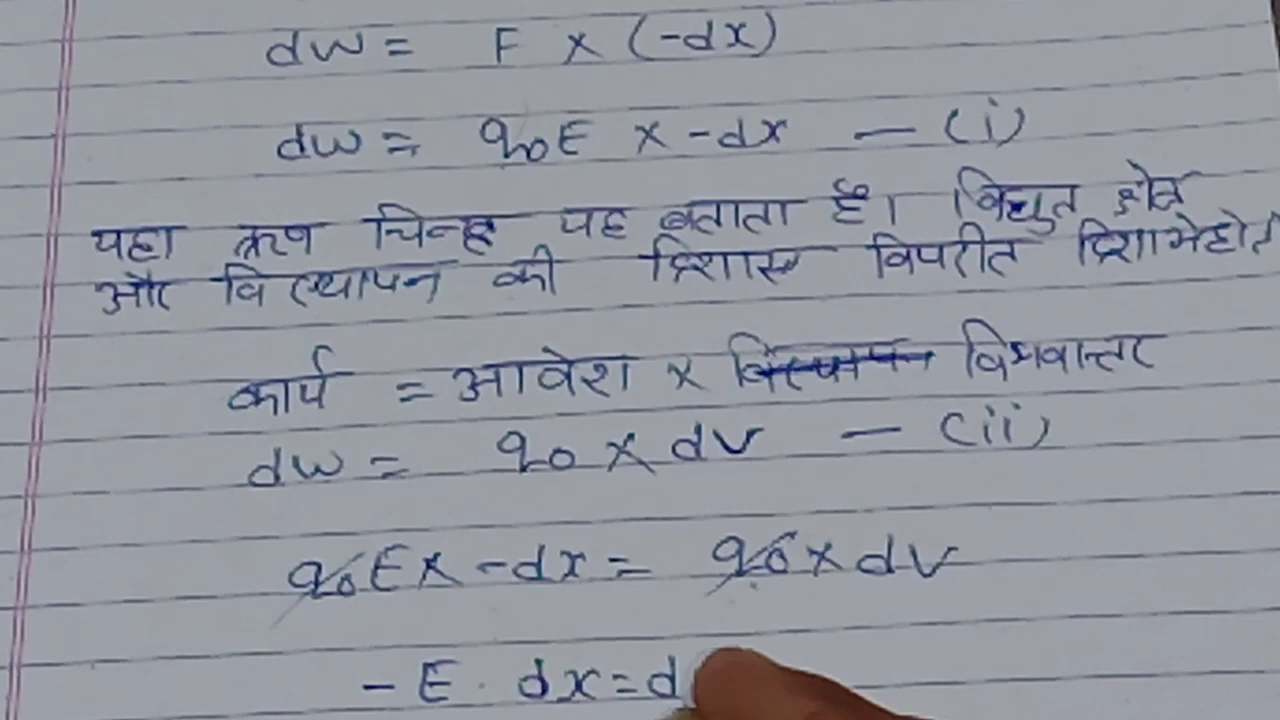 dw = F × (-dx)
dw = q₀E × -dx — (i)
यहा ऋण चिन्ह यह बताता है। विद्युत क्षेत्र
और विस्थापन की दिशाए विपरीत दिशा मे होत
कार्य = आवेश × विस्थापन विभवान्तर
dw = q₀ × dv — (ii)
q₀E× -dx = q₀ × dv
- E . dx = d